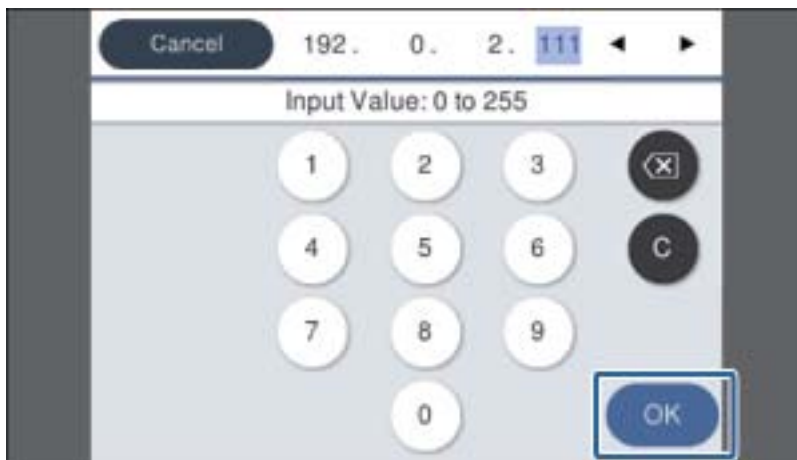 Cancel 192. 0. 2. 111 ◄ ►
Input Value: 0 to 255
1 2 3
4 5 6 C
7 8 9
0 OK